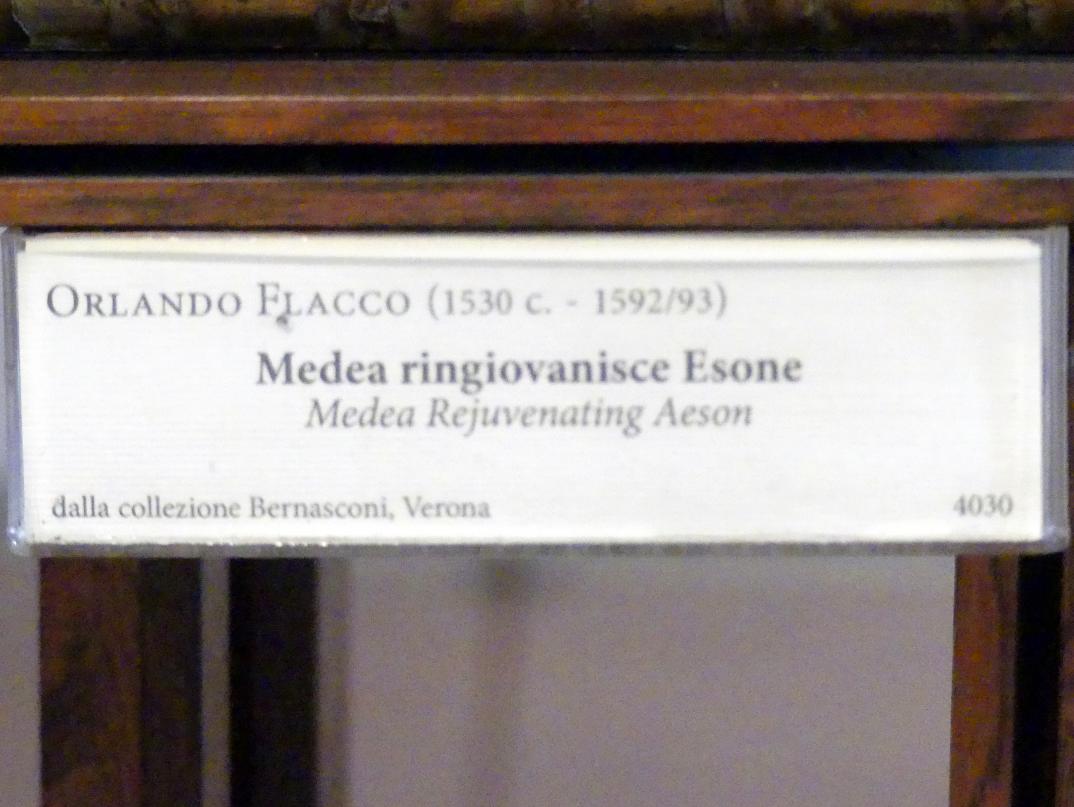 ORLANDO FLACCO (1530 c. - 1592/93)
Medea ringiovanisce Esone
Medea Rejuvenating Aeson
dalla collezione Bernasconi, Verona 4030